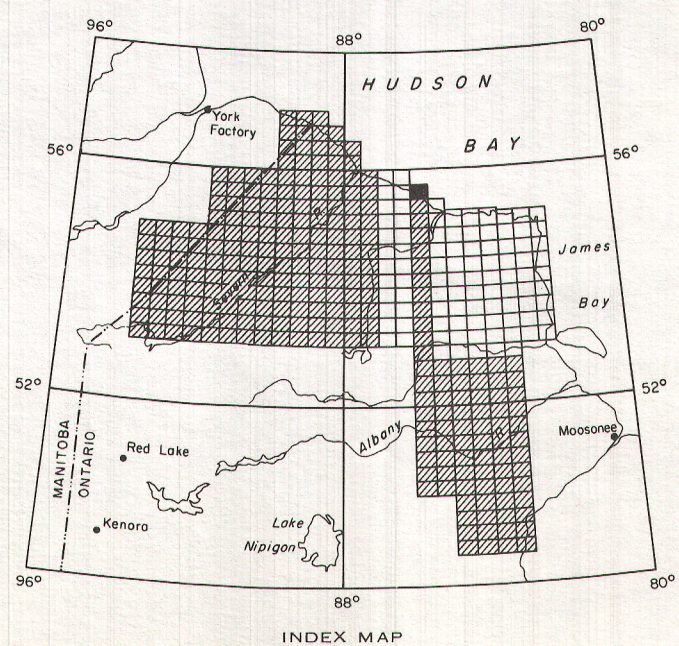 96°
88°
80°
HUDSON
York
Factory
BAY
56°
56°
James
R.
Severn
Bay
52°
52°
MANITOBA
ONTARIO
Red Lake
Albany
R.
Moosonee
Kenora
Lake
Nipigon
96°
88°
80°
INDEX MAP